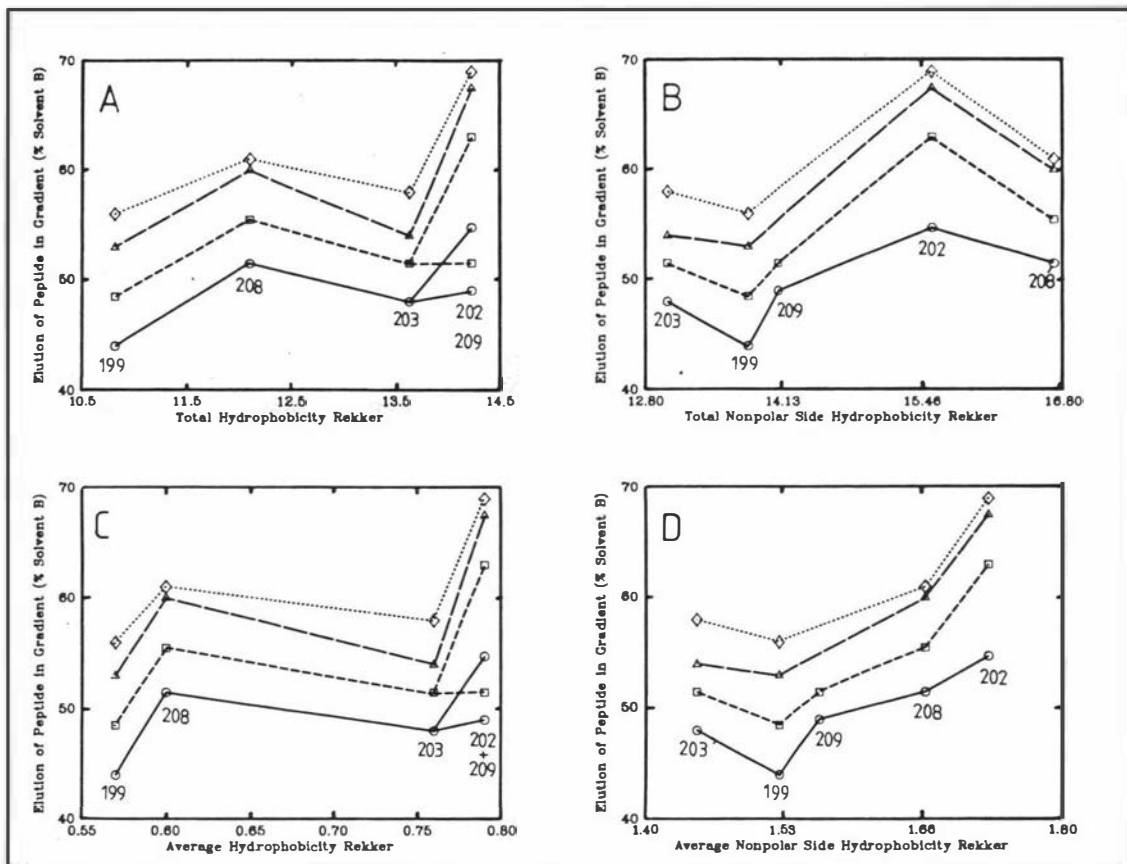 A
Elution of Peptide in Gradient (% Solvent B)
70
60
50
40
199
208
203
202
209
10.5 11.5 12.5 13.5 14.5
Total Hydrophobicity Rekker
B
Elution of Peptide in Gradient (% Solvent B)
70
60
50
40
203
199
209
202
208
12.80 14.13 15.46 16.80
Total Nonpolar Side Hydrophobicity Rekker
C
Elution of Peptide in Gradient (% Solvent B)
70
60
50
40
199
208
203
202
+
209
0.55 0.60 0.65 0.70 0.75 0.80
Average Hydrophobicity Rekker
D
Elution of Peptide in Gradient (% Solvent B)
70
60
50
40
203
199
209
208
202
1.40 1.53 1.66 1.80
Average Nonpolar Side Hydrophobicity Rekker